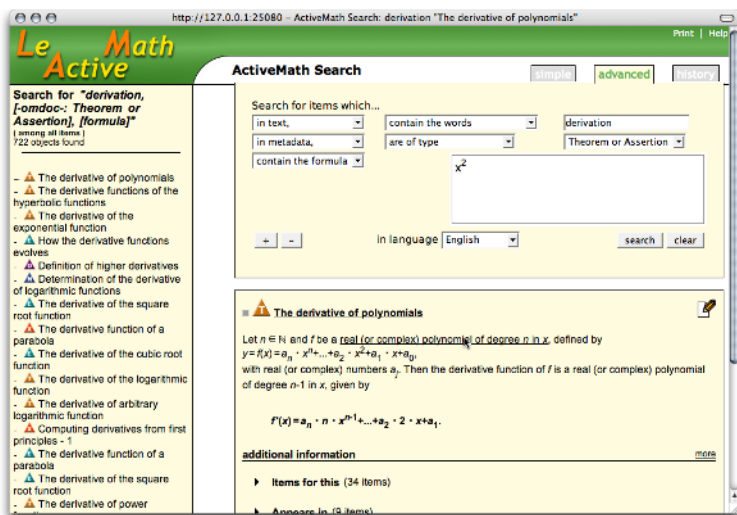 http://127.0.0.1:25080 – ActiveMath Search: derivation "The derivative of polynomials"
Print | Help
Le Math
Active
ActiveMath Search
simple
advanced
history
Search for "derivation,
[-omdoc-: Theorem or
Assertion], [formula]"
( among all items )
722 objects found
- The derivative of polynomials
- The derivative functions of the
hyperbolic functions
- The derivative of the
exponential function
- How the derivative functions
evolves
- Definition of higher derivatives
- Determination of the derivative
of logarithmic functions
- The derivative of the square
root function
- The derivative function of a
parabola
- The derivative of the cubic root
function
- The derivative of the logarithmic
function
- The derivative of arbitrary
logarithmic function
- Computing derivatives from first
principles - 1
- The derivative function of a
parabola
- The derivative of the square
root function
- The derivative of power
Search for items which...
in text, contain the words derivation
in metadata, are of type Theorem or Assertion
contain the formula x²
+ - in language English search clear
The derivative of polynomials
Let n ∈ ℕ and f be a real (or complex) polynomial of degree n in x, defined by
y=f(x)=aₙ · xⁿ+...+a₂ · x²+a₁ · x+a₀,
with real (or complex) numbers aⱼ. Then the derivative function of f is a real (or complex) polynomial
of degree n-1 in x, given by
f'(x)=aₙ · n · xⁿ⁻¹+...+a₂ · 2 · x+a₁.
additional information more
Items for this (34 items)
Appears in (9 items)